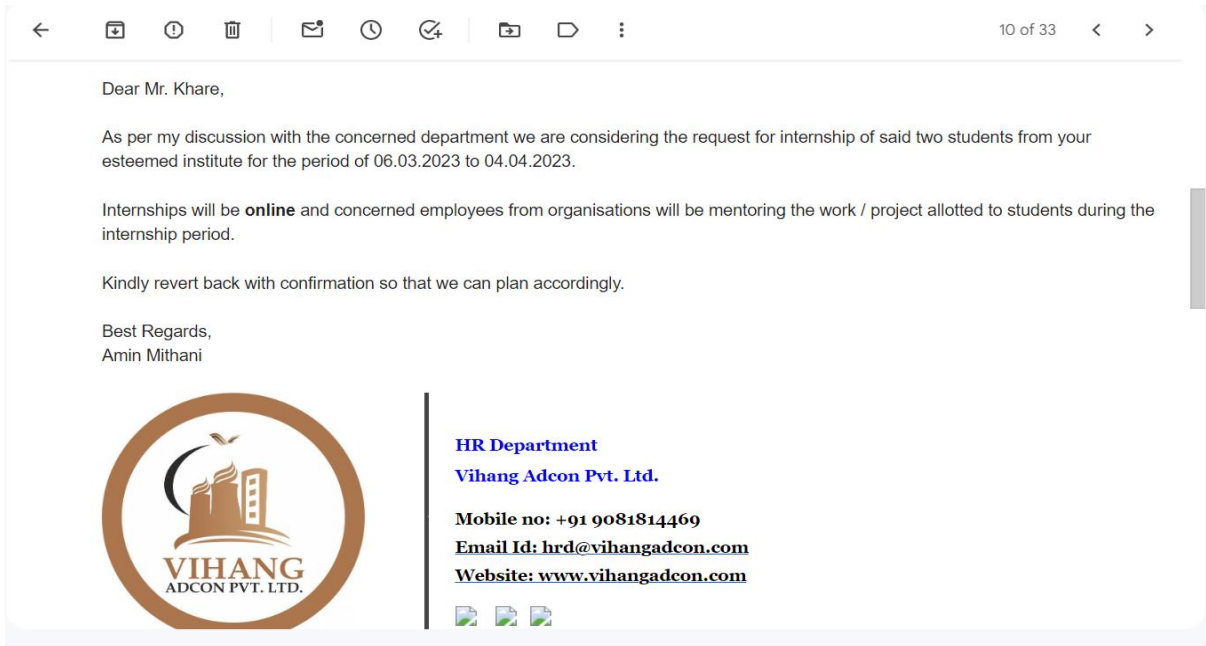 10 of 33
Dear Mr. Khare,
As per my discussion with the concerned department we are considering the request for internship of said two students from your
esteemed institute for the period of 06.03.2023 to 04.04.2023.
Internships will be online and concerned employees from organisations will be mentoring the work / project allotted to students during the
internship period.
Kindly revert back with confirmation so that we can plan accordingly.
Best Regards,
Amin Mithani
VIHANG
ADCON PVT. LTD.
HR Department
Vihang Adcon Pvt. Ltd.
Mobile no: +91 9081814469
Email Id: hrd@vihangadcon.com
Website: www.vihangadcon.com